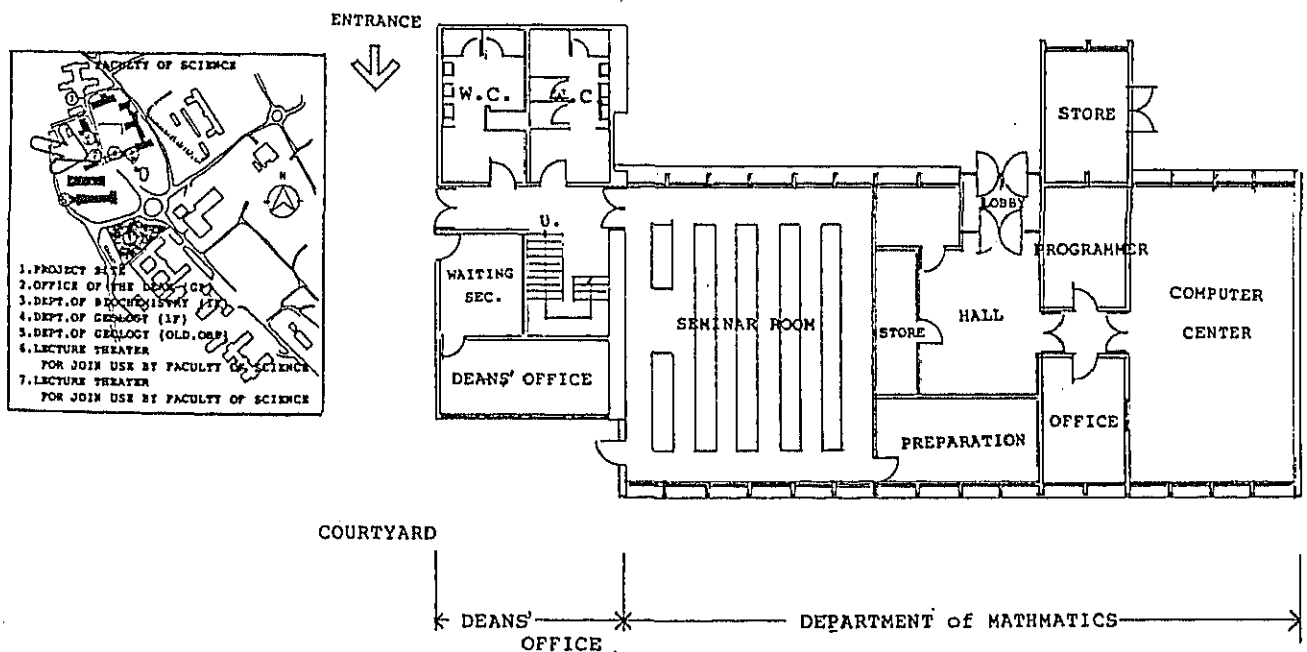 ENTRANCE
FACULTY OF SCIENCE
N
1.PROJECT SITE
2.OFFICE OF THE DEAN (GF)
3.DEPT.OF BIOCHEMISTRY (1F)
4.DEPT.OF GEOLOGY (1F)
5.DEPT.OF GEOLOGY (OLD.OBF)
6.LECTURE THEATER
FOR JOIN USE BY FACULTY OF SCIENCE
7.LECTURE THEATER
FOR JOIN USE BY FACULTY OF SCIENCE
W.C.
W.C.
U.
WAITING
SEC.
DEANS' OFFICE
SEMINAR ROOM
STORE
LOBBY
HALL
PREPARATION
STORE
PROGRAMMER
OFFICE
COMPUTER
CENTER
COURTYARD
DEANS'
OFFICE
DEPARTMENT of MATHMATICS